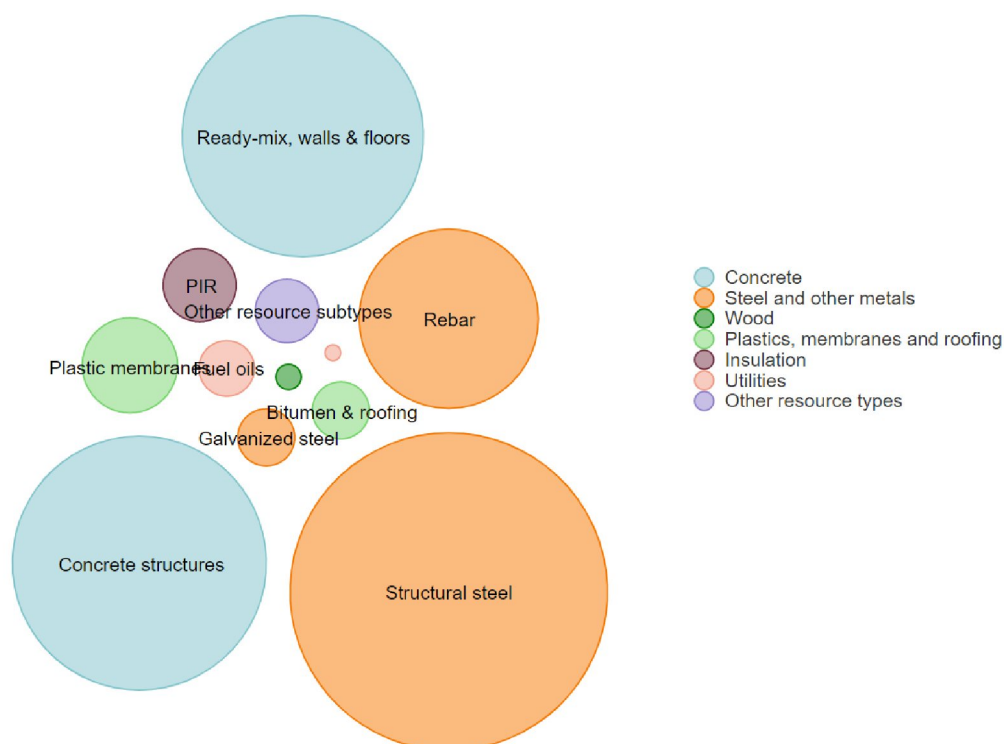 Ready-mix, walls & floors
PIR
Other resource subtypes
Rebar
Plastic membranes
Fuel oils
Bitumen & roofing
Galvanized steel
Concrete structures
Structural steel
Concrete
Steel and other metals
Wood
Plastics, membranes and roofing
Insulation
Utilities
Other resource types